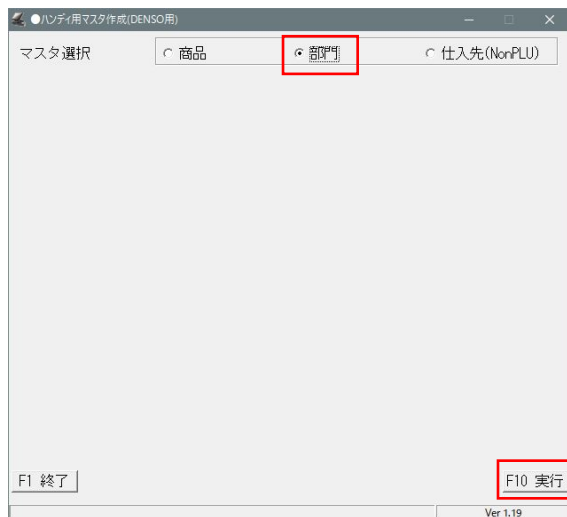 ●ハンディ用マスタ作成(DENSO用)
マスタ選択 商品 部門 仕入先(NonPLU)
F1 終了 F10 実行
Ver 1.19